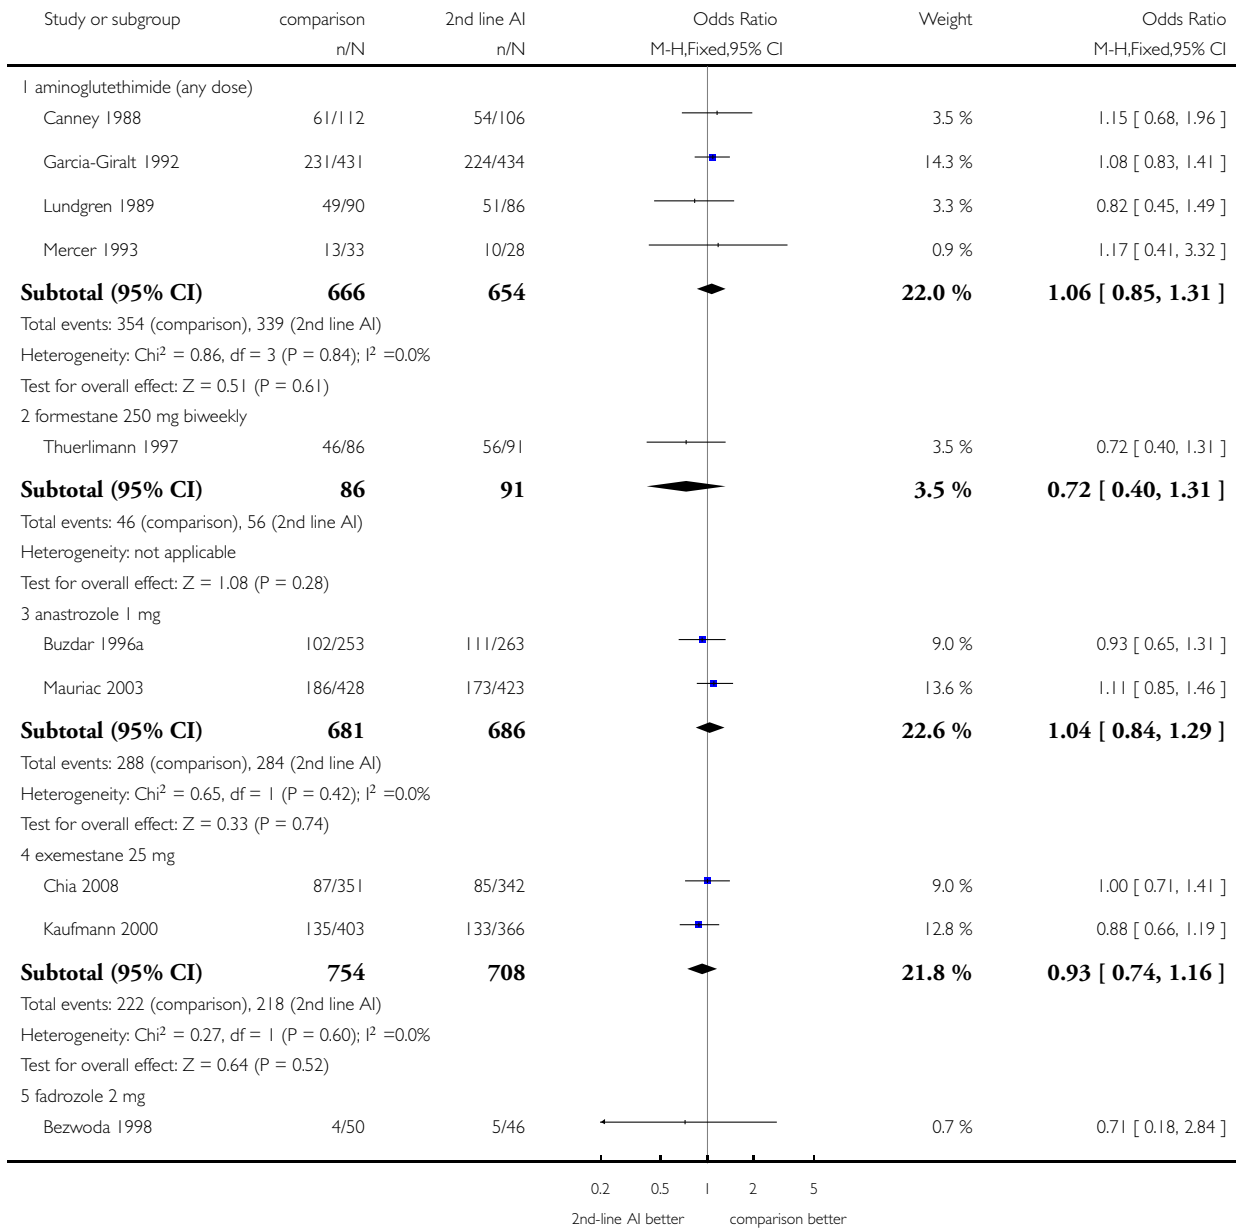 Study or subgroup comparison 2nd line AI Odds Ratio Weight Odds Ratio
n/N n/N M-H,Fixed,95% CI M-H,Fixed,95% CI
1 aminoglutethimide (any dose)
Canney 1988 61/112 54/106 3.5 % 1.15 [ 0.68, 1.96 ]
Garcia-Giralt 1992 231/431 224/434 14.3 % 1.08 [ 0.83, 1.41 ]
Lundgren 1989 49/90 51/86 3.3 % 0.82 [ 0.45, 1.49 ]
Mercer 1993 13/33 10/28 0.9 % 1.17 [ 0.41, 3.32 ]
Subtotal (95% CI) 666 654 22.0 % 1.06 [ 0.85, 1.31 ]
Total events: 354 (comparison), 339 (2nd line AI)
Heterogeneity: Chi² = 0.86, df = 3 (P = 0.84); I² =0.0%
Test for overall effect: Z = 0.51 (P = 0.61)
2 formestane 250 mg biweekly
Thuerlimann 1997 46/86 56/91 3.5 % 0.72 [ 0.40, 1.31 ]
Subtotal (95% CI) 86 91 3.5 % 0.72 [ 0.40, 1.31 ]
Total events: 46 (comparison), 56 (2nd line AI)
Heterogeneity: not applicable
Test for overall effect: Z = 1.08 (P = 0.28)
3 anastrozole 1 mg
Buzdar 1996a 102/253 111/263 9.0 % 0.93 [ 0.65, 1.31 ]
Mauriac 2003 186/428 173/423 13.6 % 1.11 [ 0.85, 1.46 ]
Subtotal (95% CI) 681 686 22.6 % 1.04 [ 0.84, 1.29 ]
Total events: 288 (comparison), 284 (2nd line AI)
Heterogeneity: Chi² = 0.65, df = 1 (P = 0.42); I² =0.0%
Test for overall effect: Z = 0.33 (P = 0.74)
4 exemestane 25 mg
Chia 2008 87/351 85/342 9.0 % 1.00 [ 0.71, 1.41 ]
Kaufmann 2000 135/403 133/366 12.8 % 0.88 [ 0.66, 1.19 ]
Subtotal (95% CI) 754 708 21.8 % 0.93 [ 0.74, 1.16 ]
Total events: 222 (comparison), 218 (2nd line AI)
Heterogeneity: Chi² = 0.27, df = 1 (P = 0.60); I² =0.0%
Test for overall effect: Z = 0.64 (P = 0.52)
5 fadrozole 2 mg
Bezwoda 1998 4/50 5/46 0.7 % 0.71 [ 0.18, 2.84 ]
0.2 0.5 1 2 5
2nd-line AI better comparison better